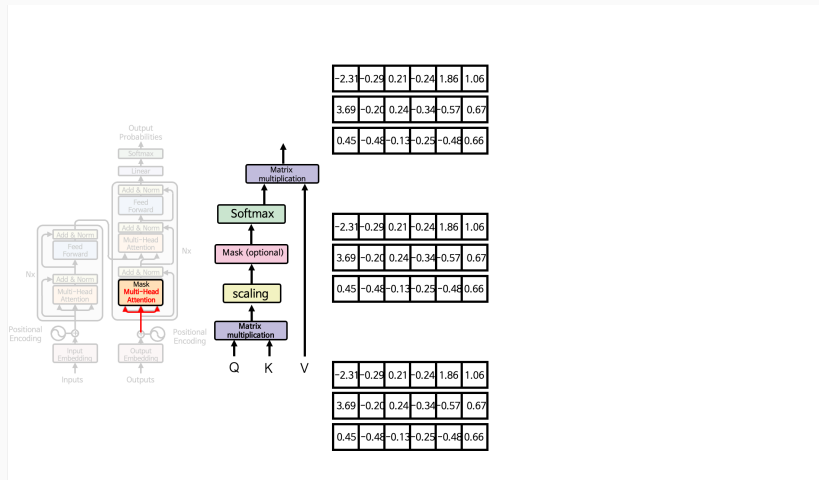 Output
Probabilities
Softmax
Linear
Add & Norm
Feed
Forward
Add & Norm
Multi-Head
Attention
Nx
Add & Norm
Mask
Multi-Head
Attention
Add & Norm
Feed
Forward
Nx
Add & Norm
Multi-Head
Attention
Positional
Encoding
Positional
Encoding
Input
Embedding
Output
Embedding
Inputs
Outputs
Matrix
multiplication
Softmax
Mask (optional)
scaling
Matrix
multiplication
Q K V
-2.31 -0.29 0.21 -0.24 1.86 1.06
3.69 -0.20 0.24 -0.34 -0.57 0.67
0.45 -0.48 -0.13 -0.25 -0.48 0.66
-2.31 -0.29 0.21 -0.24 1.86 1.06
3.69 -0.20 0.24 -0.34 -0.57 0.67
0.45 -0.48 -0.13 -0.25 -0.48 0.66
-2.31 -0.29 0.21 -0.24 1.86 1.06
3.69 -0.20 0.24 -0.34 -0.57 0.67
0.45 -0.48 -0.13 -0.25 -0.48 0.66